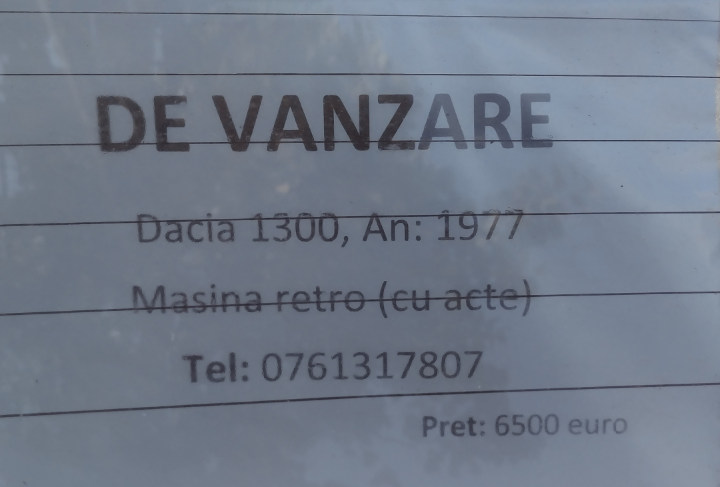 DE VANZARE
Dacia 1300, An: 1977
Masina retro (cu acte)
Tel: 0761317807
Pret: 6500 euro